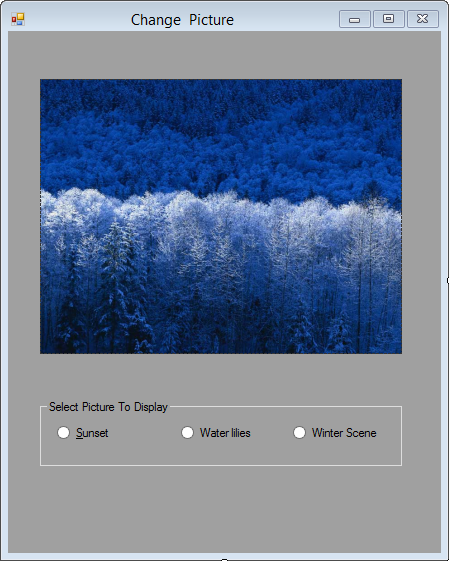 Change Picture
Select Picture To Display
Sunset
Water lilies
Winter Scene